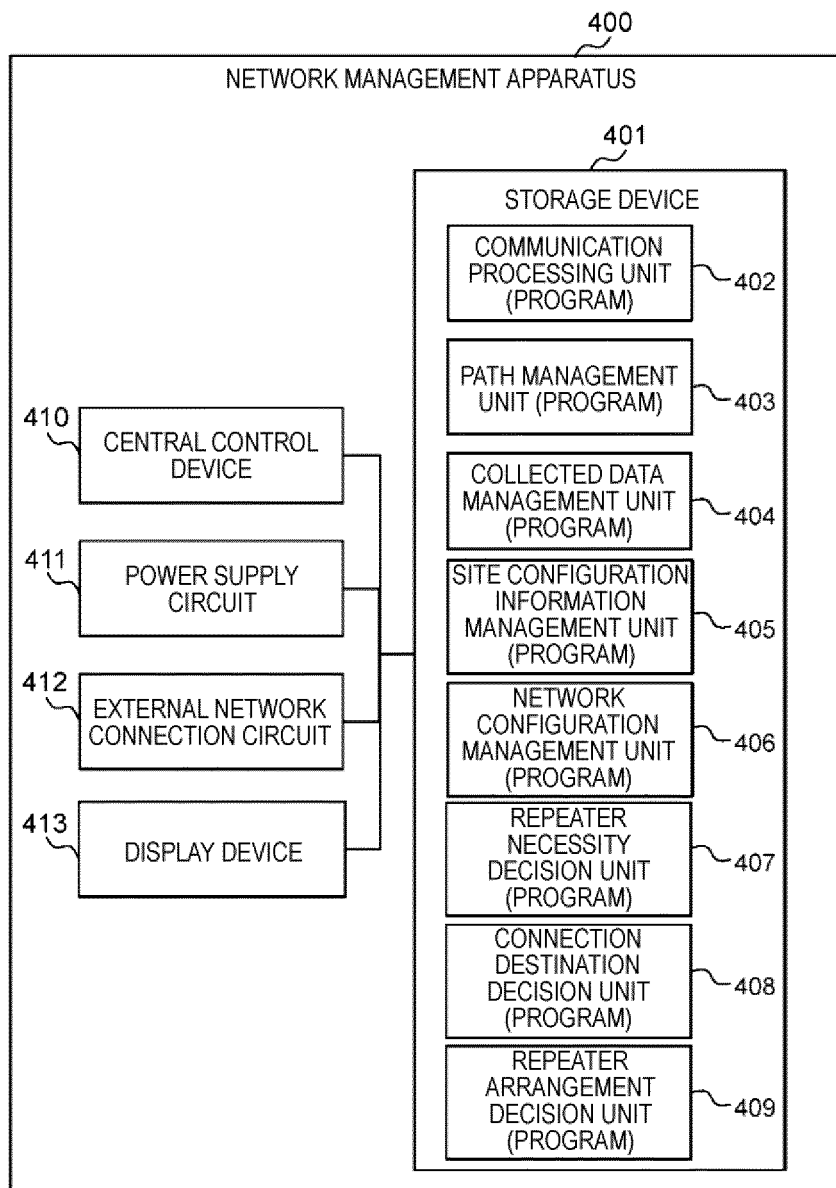 400
NETWORK MANAGEMENT APPARATUS
401
STORAGE DEVICE
COMMUNICATION
PROCESSING UNIT
(PROGRAM)
402
PATH MANAGEMENT
UNIT (PROGRAM)
403
COLLECTED DATA
MANAGEMENT UNIT
(PROGRAM)
404
SITE CONFIGURATION
INFORMATION
MANAGEMENT UNIT
(PROGRAM)
405
NETWORK
CONFIGURATION
MANAGEMENT UNIT
(PROGRAM)
406
REPEATER
NECESSITY
DECISION UNIT
(PROGRAM)
407
CONNECTION
DESTINATION
DECISION UNIT
(PROGRAM)
408
REPEATER
ARRANGEMENT
DECISION UNIT
(PROGRAM)
409
410
CENTRAL CONTROL
DEVICE
411
POWER SUPPLY
CIRCUIT
412
EXTERNAL NETWORK
CONNECTION CIRCUIT
413
DISPLAY DEVICE